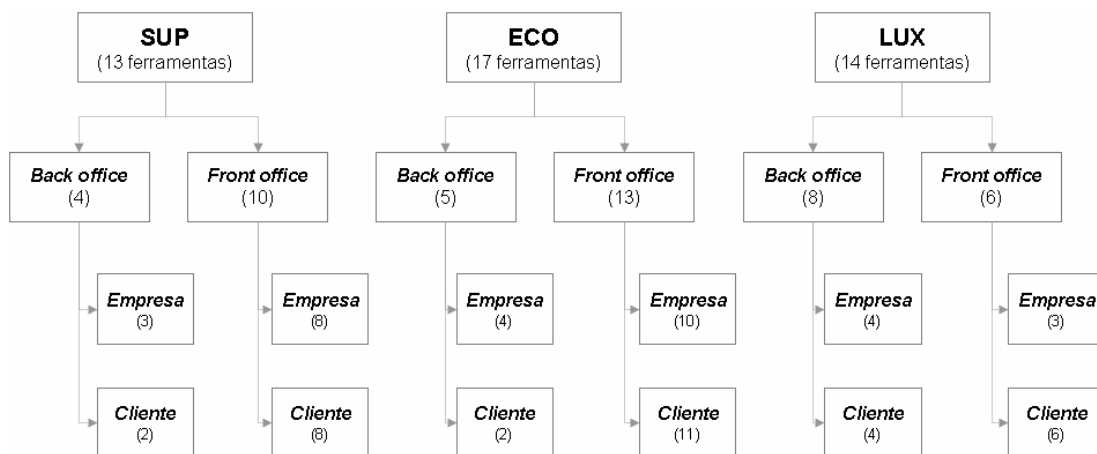 SUP
(13 ferramentas)
ECO
(17 ferramentas)
LUX
(14 ferramentas)
Back office
(4)
Front office
(10)
Back office
(5)
Front office
(13)
Back office
(8)
Front office
(6)
Empresa
(3)
Empresa
(8)
Empresa
(4)
Empresa
(10)
Empresa
(4)
Empresa
(3)
Cliente
(2)
Cliente
(8)
Cliente
(2)
Cliente
(11)
Cliente
(4)
Cliente
(6)